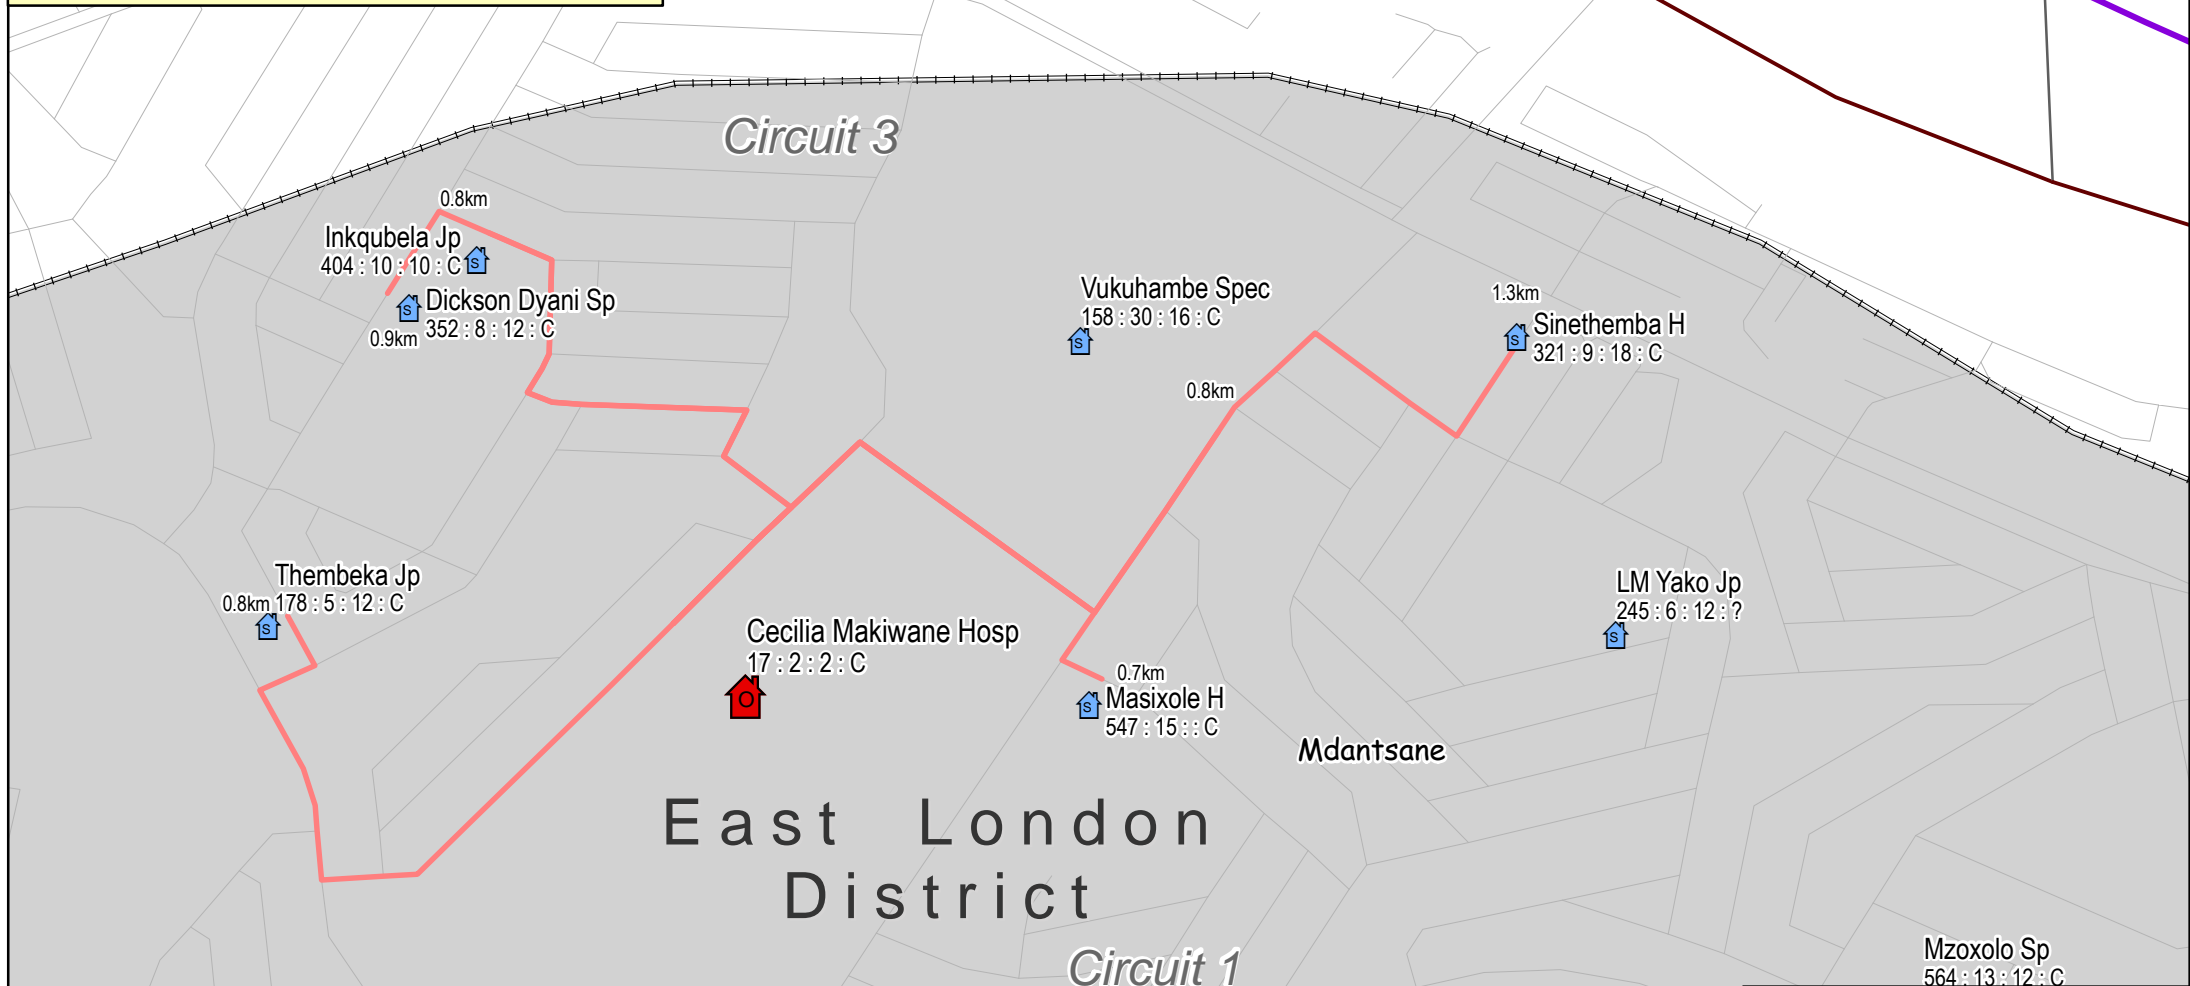 Circuit 3
0.8km
Inkqubela Jp
404 : 10 : 10 : C
S
Dickson Dyani Sp
352 : 8 : 12 : C
S
0.9km
Vukuhambe Spec
158 : 30 : 16 : C
S
1.3km
Sinethemba H
321 : 9 : 18 : C
S
0.8km
Thembeka Jp
0.8km
178 : 5 : 12 : C
S
LM Yako Jp
245 : 6 : 12 : ?
S
Cecilia Makiwane Hosp
17 : 2 : 2 : C
O
0.7km
Masixole H
547 : 15 : : C
S
Mdantsane
East London
District
Circuit 1
Mzoxolo Sp
564 : 13 : 12 : C